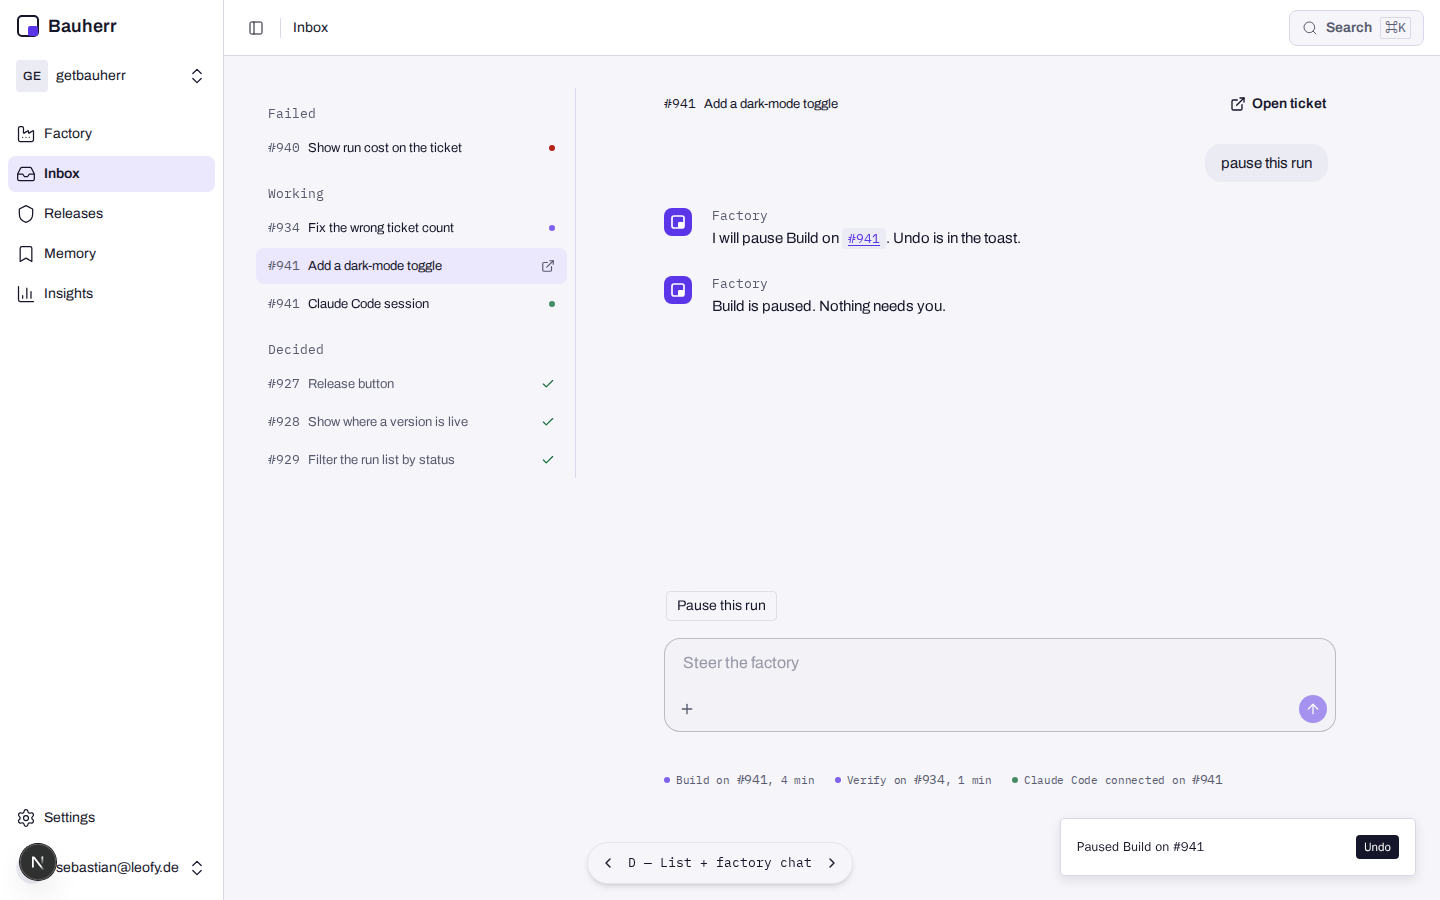 Bauherr
GE getbauherr
Factory
Inbox
Releases
Memory
Insights
Settings
N sebastian@leofy.de
Inbox
Search ⌘K
Failed
#940 Show run cost on the ticket
Working
#934 Fix the wrong ticket count
#941 Add a dark-mode toggle
#941 Claude Code session
Decided
#927 Release button
#928 Show where a version is live
#929 Filter the run list by status
#941 Add a dark-mode toggle
Open ticket
pause this run
Factory
I will pause Build on #941. Undo is in the toast.
Factory
Build is paused. Nothing needs you.
Pause this run
Steer the factory
Build on #941, 4 min Verify on #934, 1 min Claude Code connected on #941
D — List + factory chat
Paused Build on #941 Undo